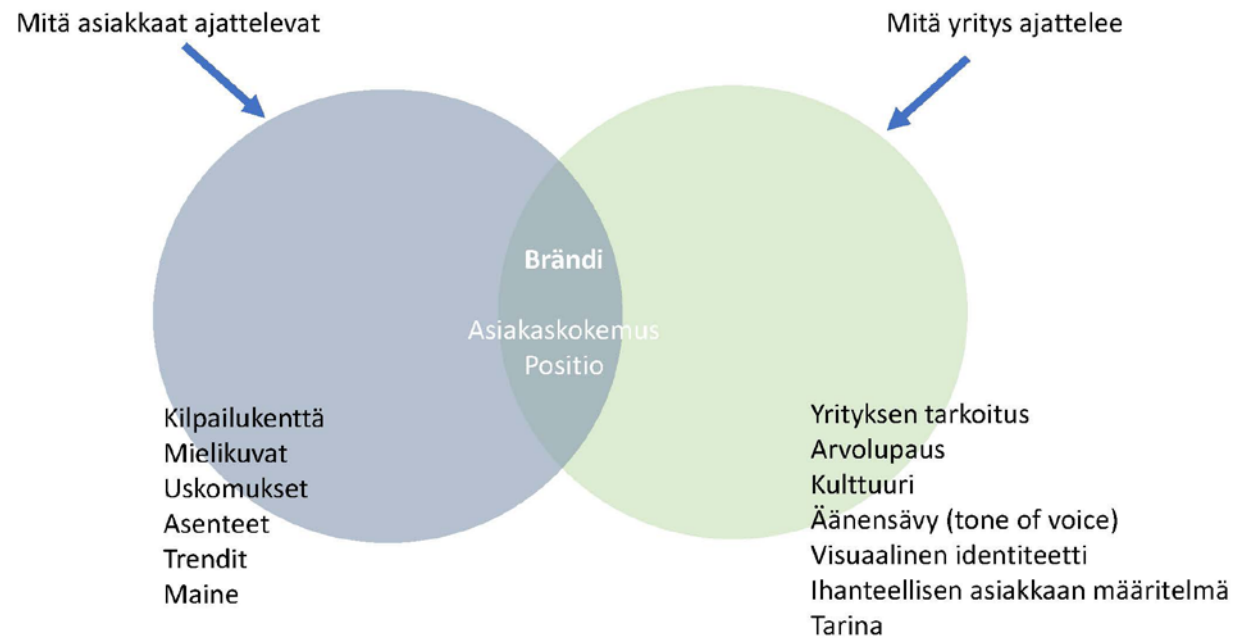 Mitä asiakkaat ajattelevat
Mitä yritys ajattelee
Brändi
Asiakaskokemus
Positio
Kilpailukenttä
Mielikuvat
Uskomukset
Asenteet
Trendit
Maine
Yrityksen tarkoitus
Arvolupaus
Kulttuuri
Äänensävy (tone of voice)
Visuaalinen identiteetti
Ihanteellisen asiakkaan määritelmä
Tarina